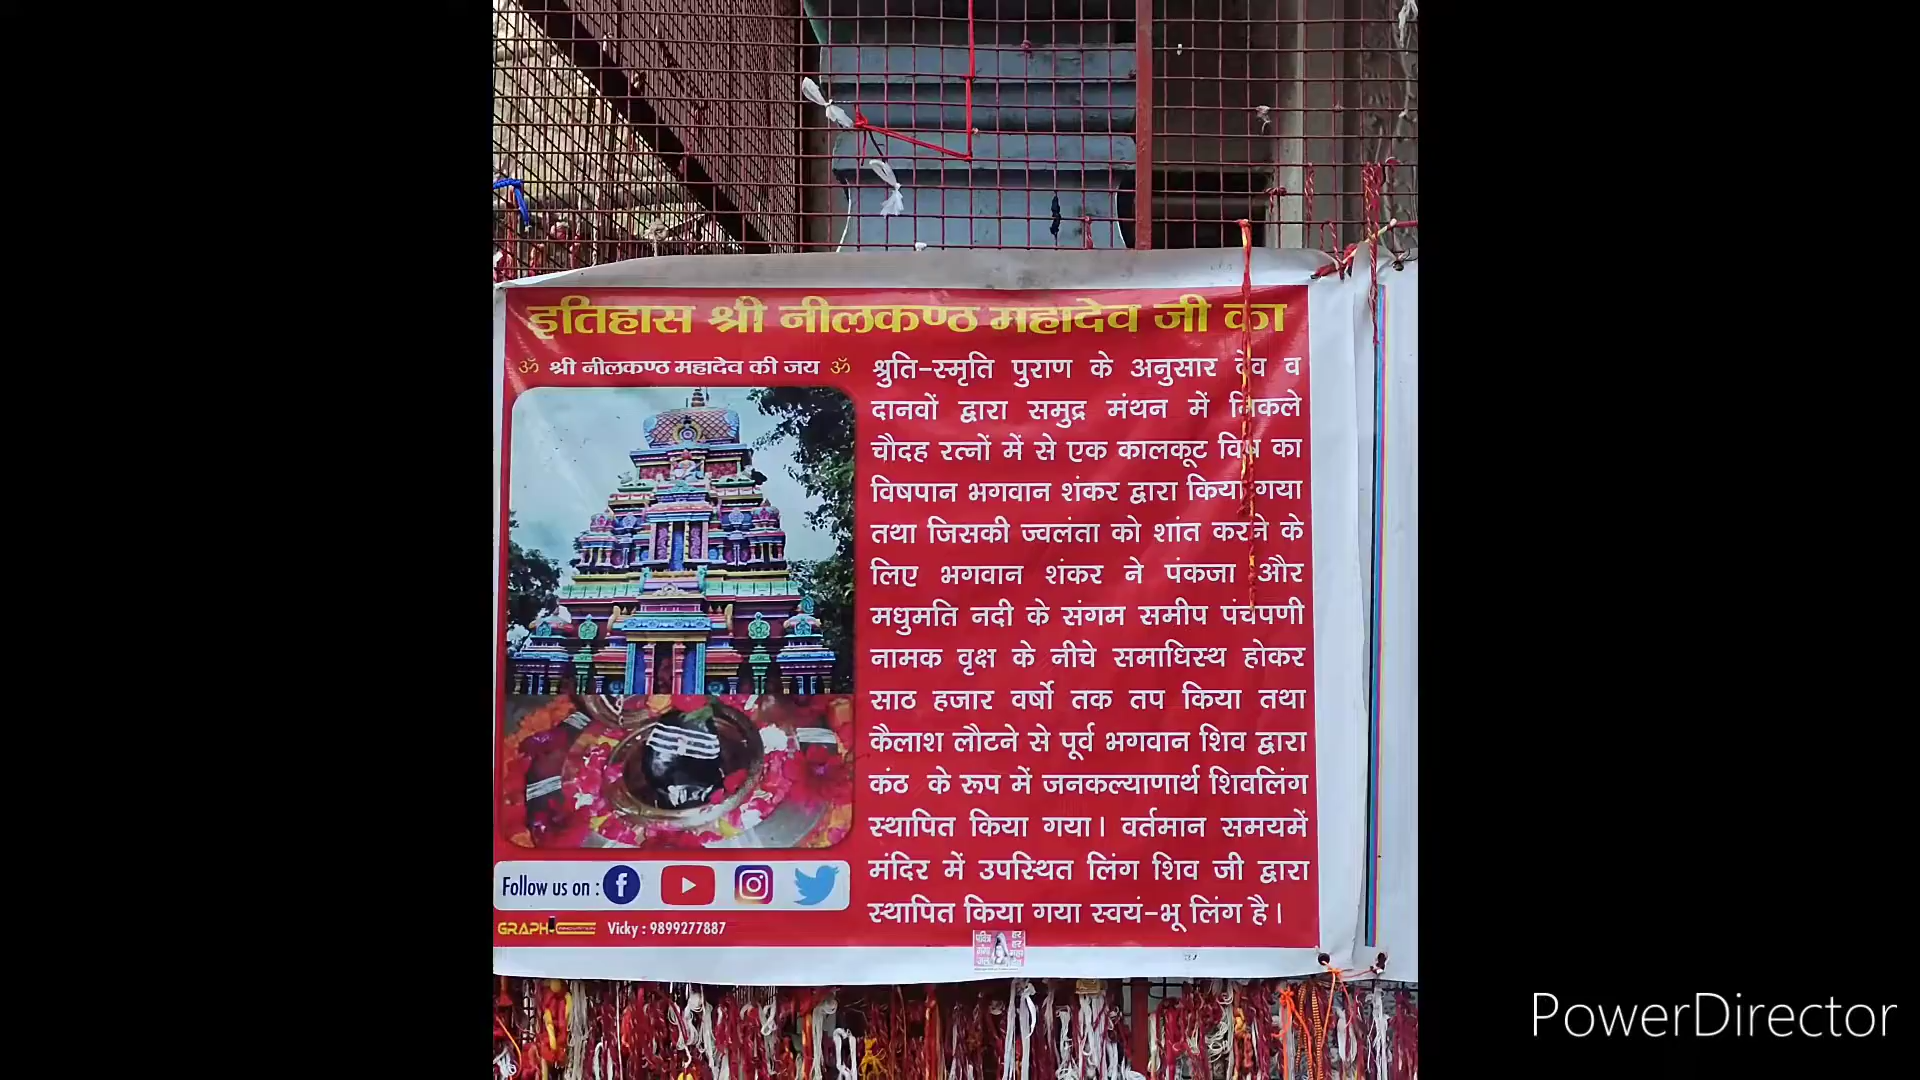 इतिहास श्री नीलकण्ठ महादेव जी का
ॐ श्री नीलकण्ठ महादेव की जय ॐ
श्रुति-स्मृति पुराण के अनुसार देव व
दानवों द्वारा समुद्र मंथन में निकले
चौदह रत्नों में से एक कालकूट विष का
विषपान भगवान शंकर द्वारा किया गया
तथा जिसकी ज्वलंता को शांत करने के
लिए भगवान शंकर ने पंकजा और
मधुमति नदी के संगम समीप पंचपणी
नामक वृक्ष के नीचे समाधिस्थ होकर
साठ हजार वर्षो तक तप किया तथा
कैलाश लौटने से पूर्व भगवान शिव द्वारा
कंठ के रूप में जनकल्याणार्थ शिवलिंग
स्थापित किया गया। वर्तमान समयमें
मंदिर में उपस्थित लिंग शिव जी द्वारा
स्थापित किया गया स्वयं-भू लिंग है।
Follow us on :
Vicky : 9899277887
PowerDirector